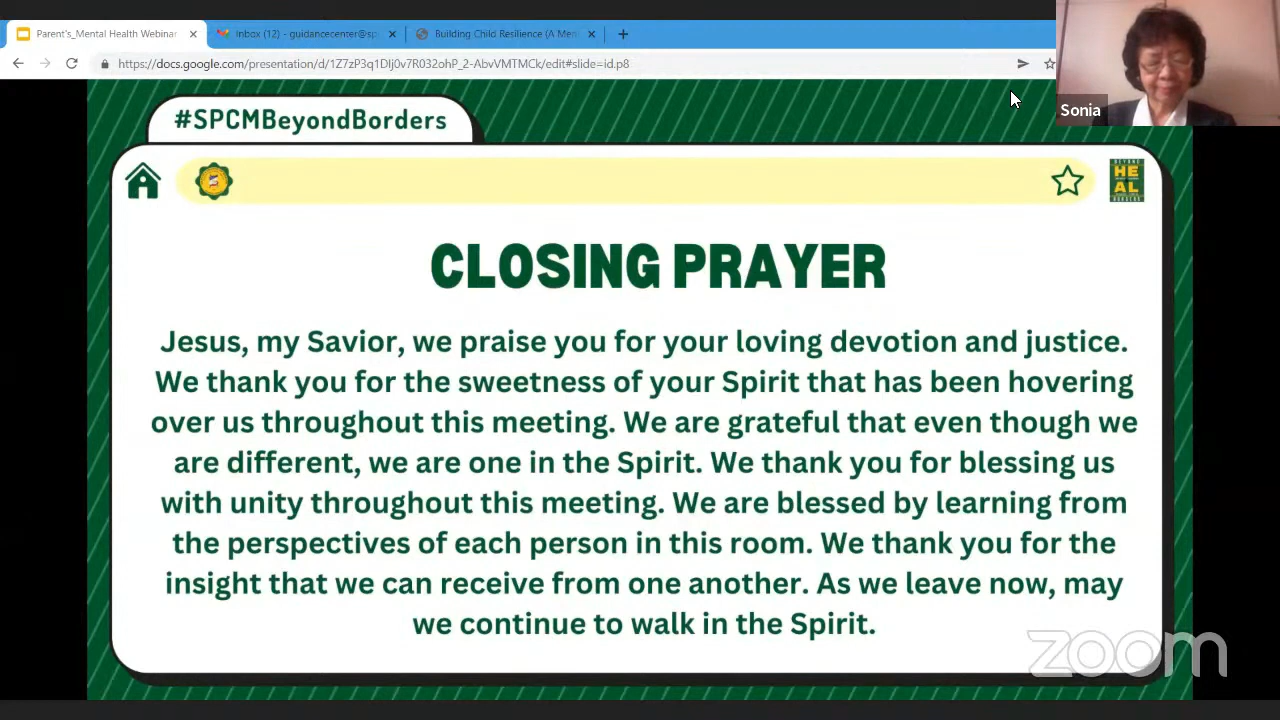 Parent's_Mental Health Webinar
Inbox (12) - guidancecenter@sp
Building Child Resilience (A Men
https://docs.google.com/presentation/d/1Z7zP3q1DIj0v7R032ohP_2-AbvVMTMCk/edit#slide=id.p8
Sonia
#SPCMBeyondBorders
BEYOND
HE
AL
BORDERS
CLOSING PRAYER
Jesus, my Savior, we praise you for your loving devotion and justice.
We thank you for the sweetness of your Spirit that has been hovering
over us throughout this meeting. We are grateful that even though we
are different, we are one in the Spirit. We thank you for blessing us
with unity throughout this meeting. We are blessed by learning from
the perspectives of each person in this room. We thank you for the
insight that we can receive from one another. As we leave now, may
we continue to walk in the Spirit.
zoom